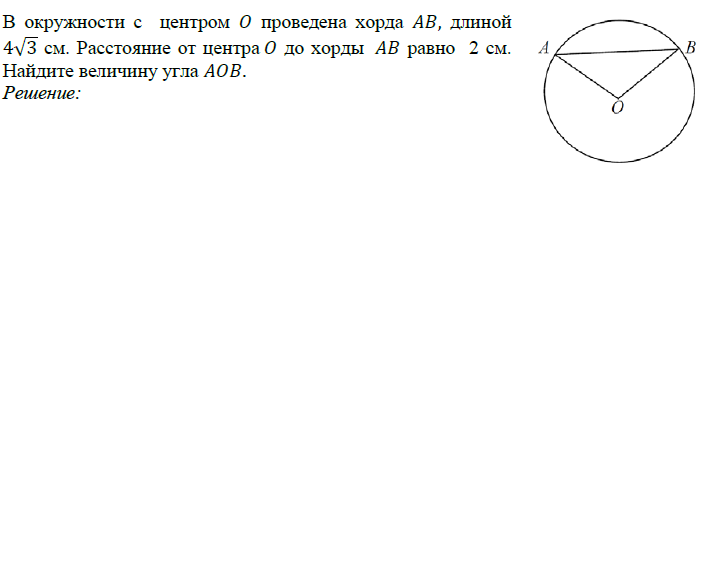 В окружности с центром O проведена хорда AB, длиной
4√3 см. Расстояние от центра O до хорды AB равно 2 см.
Найдите величину угла AOB.
Решение:
A
B
O